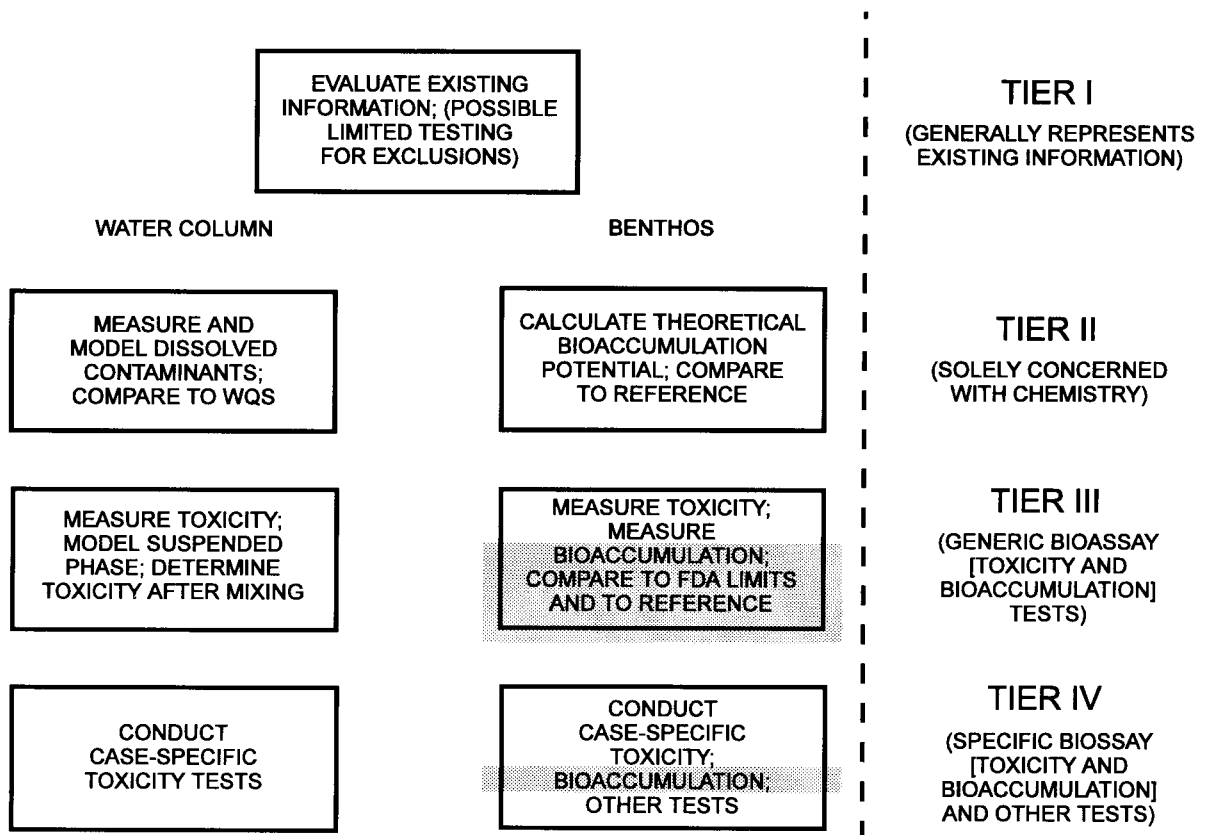 EVALUATE EXISTING
INFORMATION; (POSSIBLE
LIMITED TESTING
FOR EXCLUSIONS)
TIER I
(GENERALLY REPRESENTS
EXISTING INFORMATION)
WATER COLUMN
BENTHOS
MEASURE AND
MODEL DISSOLVED
CONTAMINANTS;
COMPARE TO WQS
CALCULATE THEORETICAL
BIOACCUMULATION
POTENTIAL; COMPARE
TO REFERENCE
TIER II
(SOLELY CONCERNED
WITH CHEMISTRY)
MEASURE TOXICITY;
MODEL SUSPENDED
PHASE; DETERMINE
TOXICITY AFTER MIXING
MEASURE TOXICITY;
MEASURE
BIOACCUMULATION;
COMPARE TO FDA LIMITS
AND TO REFERENCE
TIER III
(GENERIC BIOASSAY
[TOXICITY AND
BIOACCUMULATION]
TESTS)
CONDUCT
CASE-SPECIFIC
TOXICITY TESTS
CONDUCT
CASE-SPECIFIC
TOXICITY;
BIOACCUMULATION;
OTHER TESTS
TIER IV
(SPECIFIC BIOSSAY
[TOXICITY AND
BIOACCUMULATION]
AND OTHER TESTS)